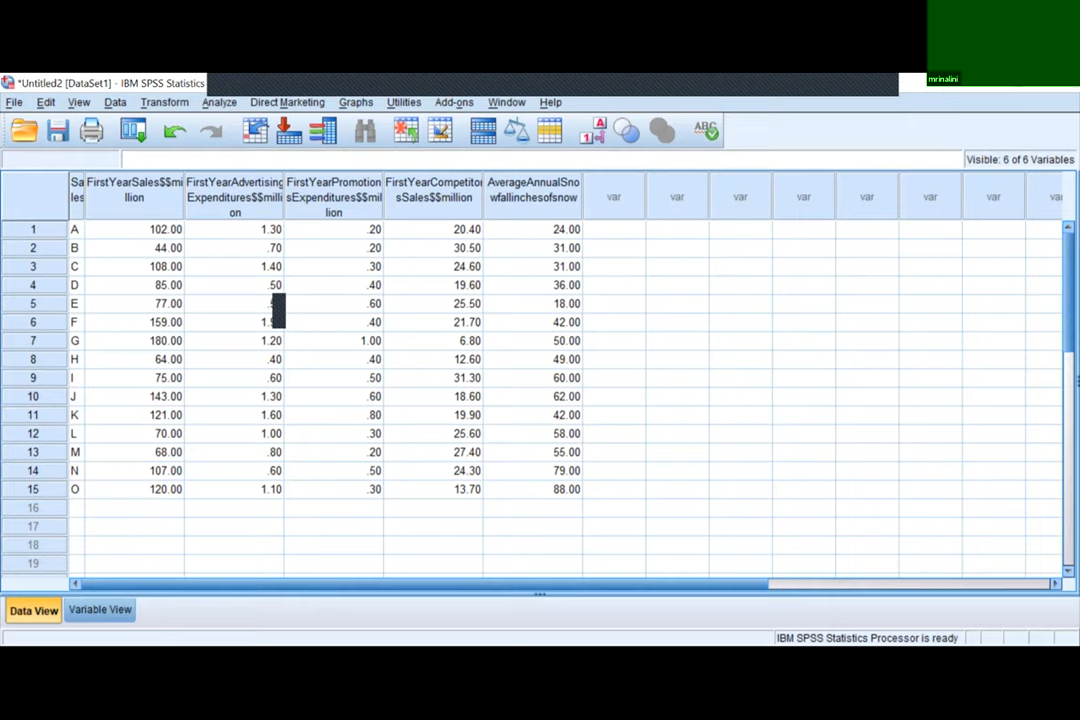 mrinalini
*Untitled2 [DataSet1] - IBM SPSS Statistics
File Edit View Data Transform Analyze Direct Marketing Graphs Utilities Add-ons Window Help
Visible: 6 of 6 Variables
Sales FirstYearSales$$million FirstYearAdvertisingExpenditures$$million FirstYearPromotionsExpenditures$$million FirstYearCompetitorsSales$$million AverageAnnualSnowfallinchesofsnow var var var var var var var va
1 A 102.00 1.30 .20 20.40 24.00
2 B 44.00 .70 .20 30.50 31.00
3 C 108.00 1.40 .30 24.60 31.00
4 D 85.00 .50 .40 19.60 36.00
5 E 77.00 .60 25.50 18.00
6 F 159.00 .40 21.70 42.00
7 G 180.00 1.20 1.00 6.80 50.00
8 H 64.00 .40 .40 12.60 49.00
9 I 75.00 .60 .50 31.30 60.00
10 J 143.00 1.30 .60 18.60 62.00
11 K 121.00 1.60 .80 19.90 42.00
12 L 70.00 1.00 .30 25.60 58.00
13 M 68.00 .80 .20 27.40 55.00
14 N 107.00 .60 .50 24.30 79.00
15 O 120.00 1.10 .30 13.70 88.00
16
17
18
19
Data View Variable View
IBM SPSS Statistics Processor is ready